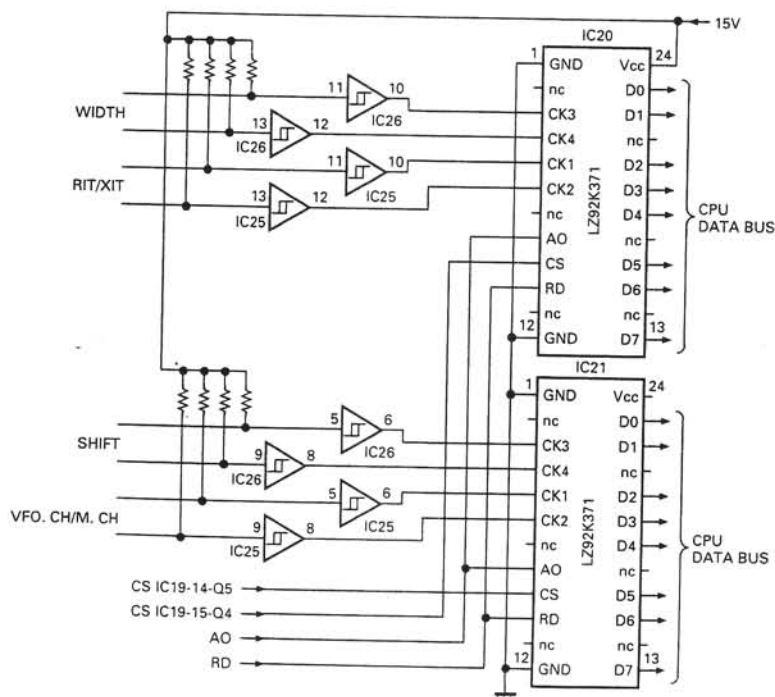 15V
IC20
1 GND Vcc 24
nc D0
11 10 CK3 D1
WIDTH IC26
13 12 CK4 nc
IC26
11 10 CK1 D2
RIT/XIT IC25
13 12 CK2 D3
IC25
nc D4
AO nc
CS D5
RD D6
nc nc
12 GND D7 13
LZ92K371
CPU
DATA BUS
IC21
1 GND Vcc 24
nc D0
5 6 CK3 D1
SHIFT IC26
9 8 CK4 nc
IC26
5 6 CK1 D2
VFO. CH/M. CH IC25
9 8 CK2 D3
IC25
nc D4
AO nc
CS IC19-14-Q5 CS D5
CS IC19-15-Q4 RD D6
AO nc nc
RD 12 GND D7 13
LZ92K371
CPU
DATA BUS